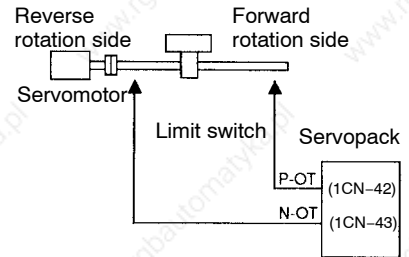 Reverse
rotation side
Forward
rotation side
Servomotor
Limit switch
Servopack
P-OT
(1CN–42)
N-OT
(1CN–43)